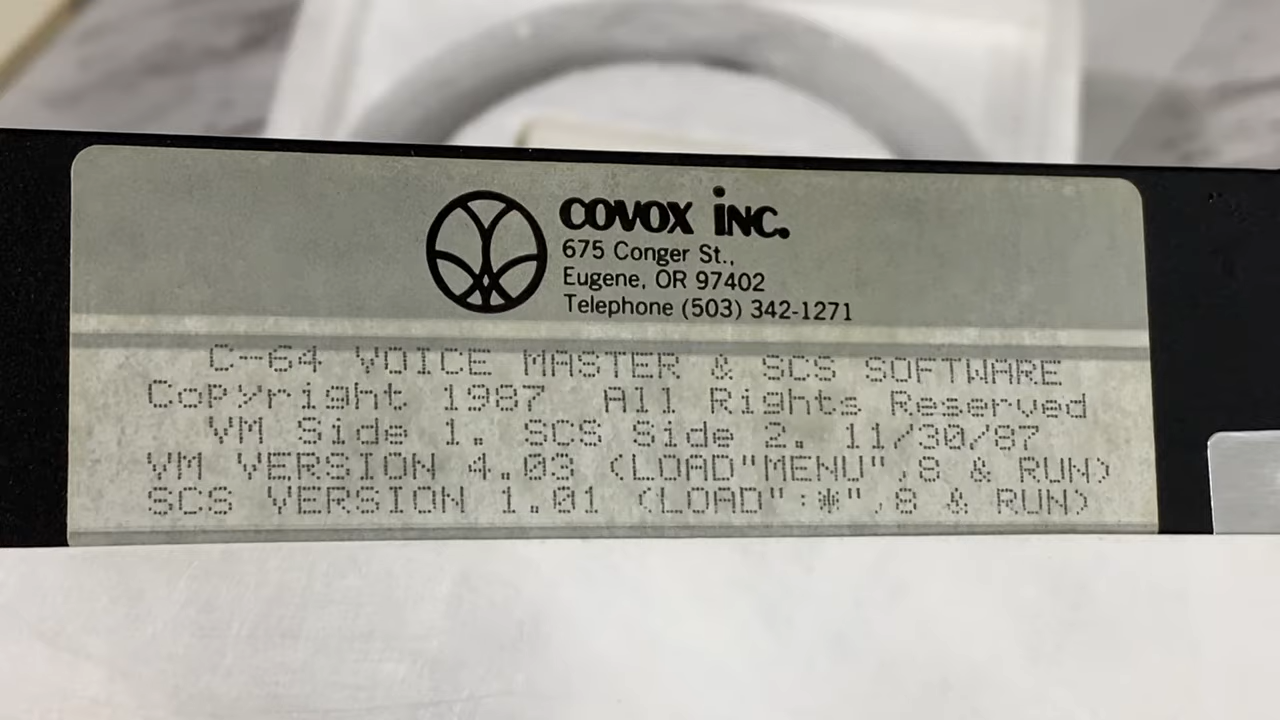 COVOX iNC.
675 Conger St.,
Eugene, OR 97402
Telephone (503) 342-1271
C-64 VOICE MASTER & SCS SOFTWARE
Copyright 1987 All Rights Reserved
VM Side 1. SCS Side 2. 11/30/87
VM VERSION 4.03 (LOAD"MENU",8 & RUN)
SCS VERSION 1.01 (LOAD":*",8 & RUN)